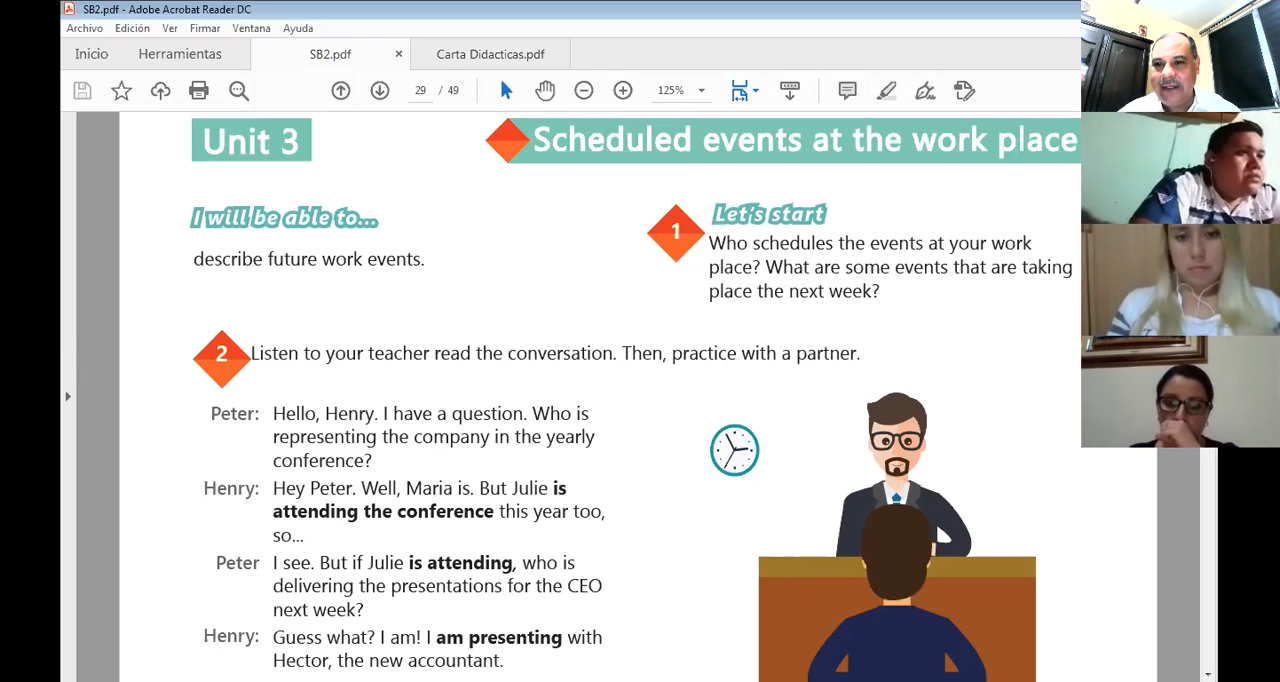 SB2.pdf - Adobe Acrobat Reader DC
Archivo Edición Ver Firmar Ventana Ayuda
Inicio Herramientas SB2.pdf × Carta Didacticas.pdf
29 / 49 125%
Unit 3
Scheduled events at the work place
I will be able to...
describe future work events.
1
Let's start
Who schedules the events at your work
place? What are some events that are taking
place the next week?
2
Listen to your teacher read the conversation. Then, practice with a partner.
Peter: Hello, Henry. I have a question. Who is
representing the company in the yearly
conference?
Henry: Hey Peter. Well, Maria is. But Julie is
attending the conference this year too,
so...
Peter I see. But if Julie is attending, who is
delivering the presentations for the CEO
next week?
Henry: Guess what? I am! I am presenting with
Hector, the new accountant.